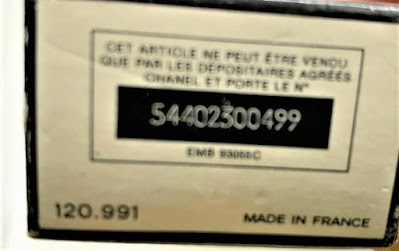 CET ARTICLE NE PEUT ÊTRE VENDU
QUE PAR LES DÉPOSITAIRES AGRÉÉS
CHANEL ET PORTE LE N°
54402300499
EMB
120.991
MADE IN FRANCE